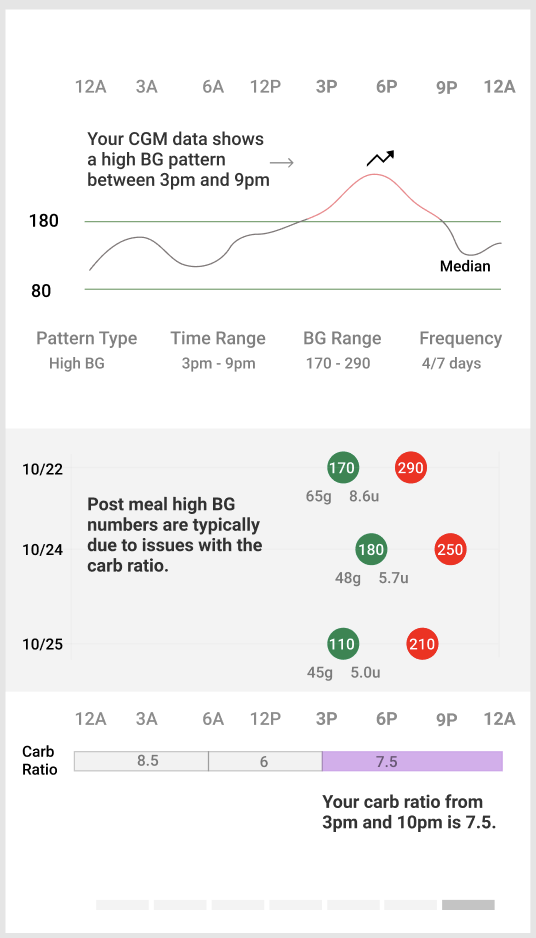 12A 3A 6A 12P 3P 6P 9P 12A
Your CGM data shows
a high BG pattern
between 3pm and 9pm
180
Median
80
Pattern Type Time Range BG Range Frequency
High BG 3pm - 9pm 170 - 290 4/7 days
10/22 170 290
65g 8.6u
Post meal high BG
numbers are typically
due to issues with the
carb ratio.
10/24 180 250
48g 5.7u
10/25 110 210
45g 5.0u
12A 3A 6A 12P 3P 6P 9P 12A
Carb
Ratio
8.5 6 7.5
Your carb ratio from
3pm and 10pm is 7.5.